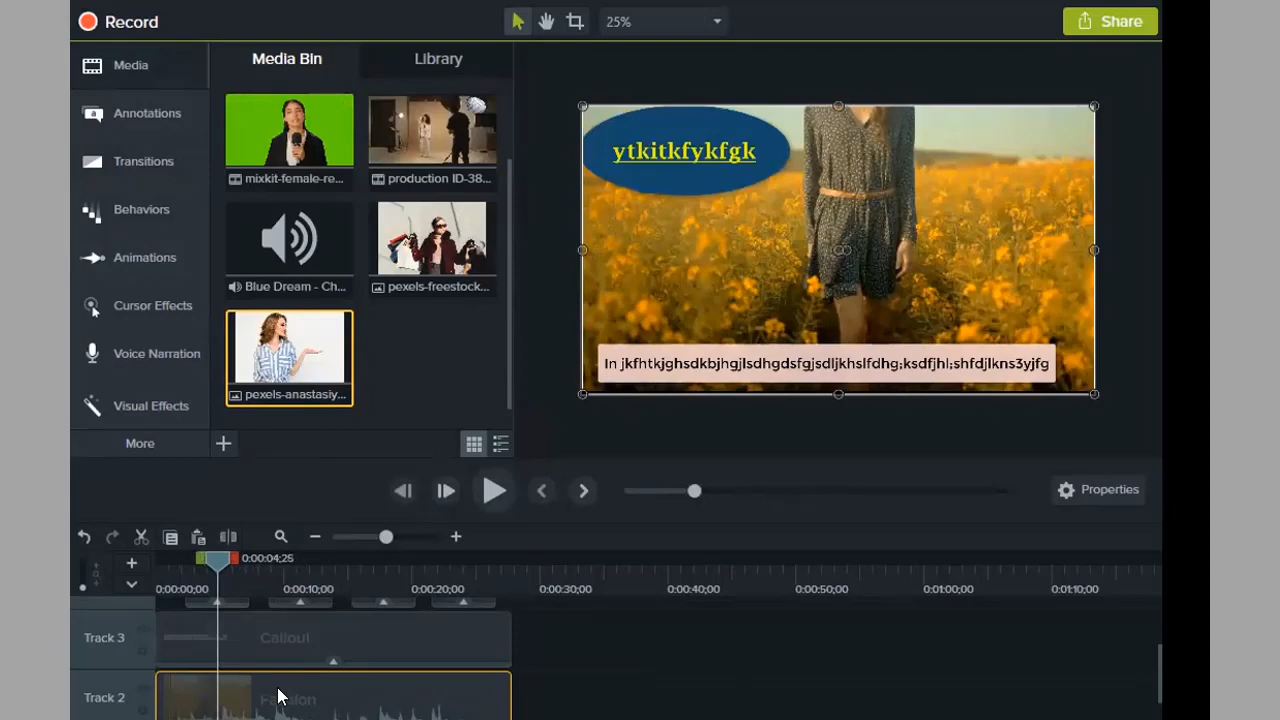 Record
25%
Share
Media
Media Bin
Library
Annotations
ytkitkfykfgk
Transitions
mixkit-female-re...
production ID-38...
Behaviors
Animations
Blue Dream - Ch...
pexels-freestock...
Cursor Effects
Voice Narration
In jkfhtkjghsdkbjhgjlsdhgdsfgjsdljkhslfdhg;ksdfjhl;shfdjlkns3yjfg
Visual Effects
pexels-anastasiy...
More
Properties
0:00:04;25
0:00:00;00
0:00:10;00
0:00:20;00
0:00:30;00
0:00:40;00
0:00:50;00
0:01:00;00
0:01:10;00
Track 3
Callout
Track 2